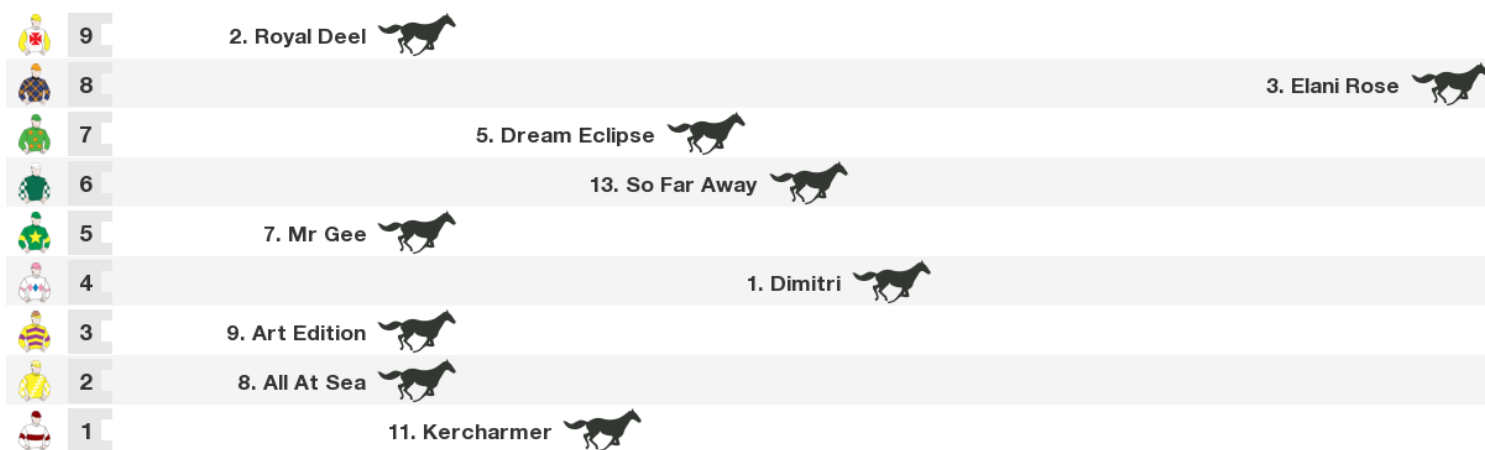 9 2. Royal Deel
8 3. Elani Rose
7 5. Dream Eclipse
6 13. So Far Away
5 7. Mr Gee
4 1. Dimitri
3 9. Art Edition
2 8. All At Sea
1 11. Kercharmer